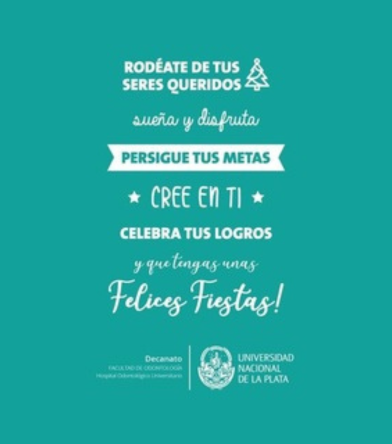 RODÉATE DE TUS
SERES QUERIDOS
sueña y disfruta
PERSIGUE TUS METAS
CREE EN TI
CELEBRA TUS LOGROS
y que tengas unas
Felices Fiestas!
Decanato
FACULTAD DE ODONTOLOGÍA
Hospital Odontológico Universitario
UNIVERSIDAD
NACIONAL
DE LA PLATA